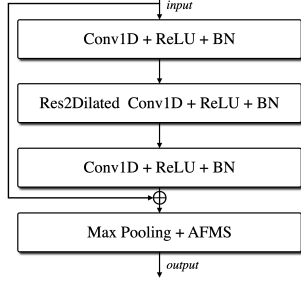 input
Conv1D + ReLU + BN
Res2Dilated Conv1D + ReLU + BN
Conv1D + ReLU + BN
Max Pooling + AFMS
output